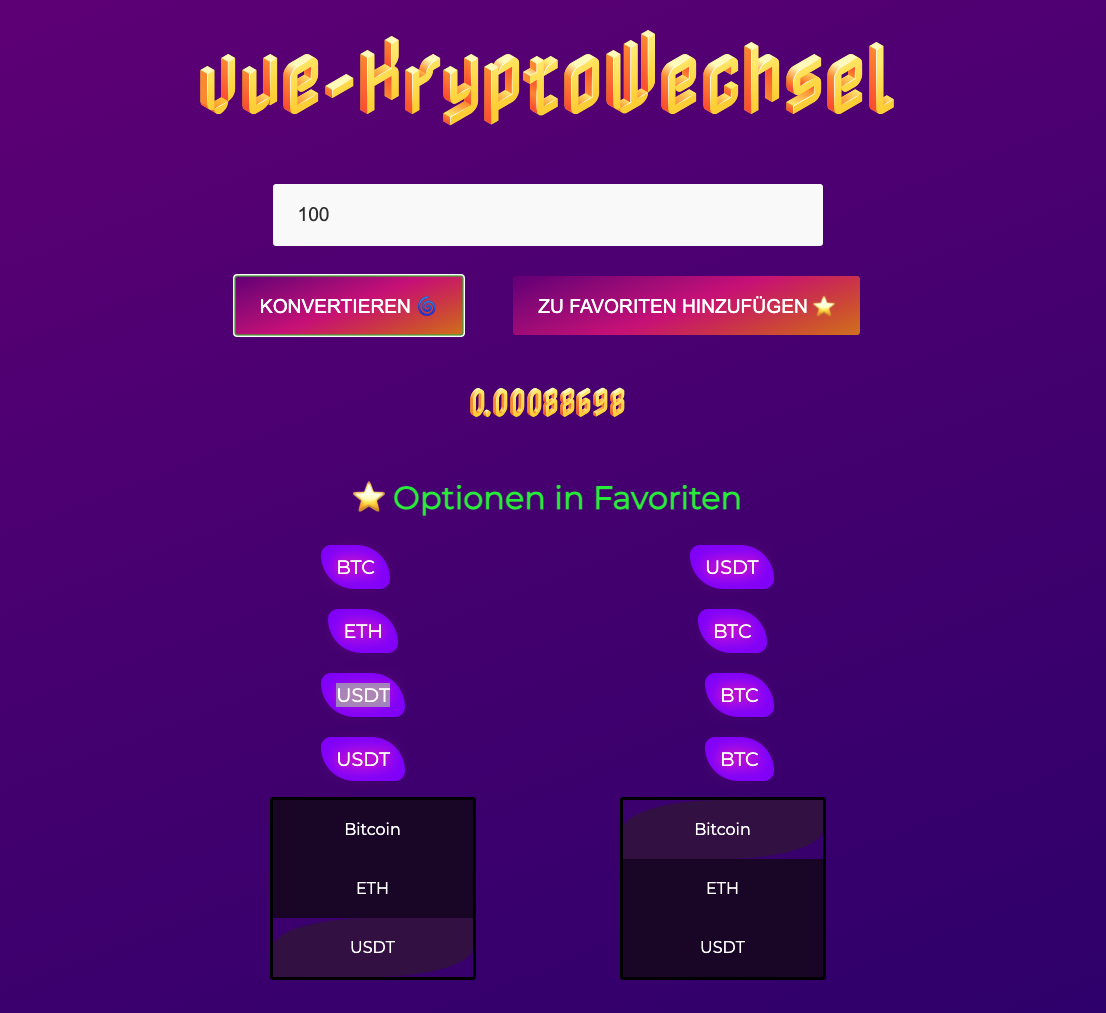 vue-KryptoWechsel
100
KONVERTIEREN 🌀 ZU FAVORITEN HINZUFÜGEN ⭐
0.00088698
⭐ Optionen in Favoriten
BTC USDT
ETH BTC
USDT BTC
USDT BTC
Bitcoin Bitcoin
ETH ETH
USDT USDT